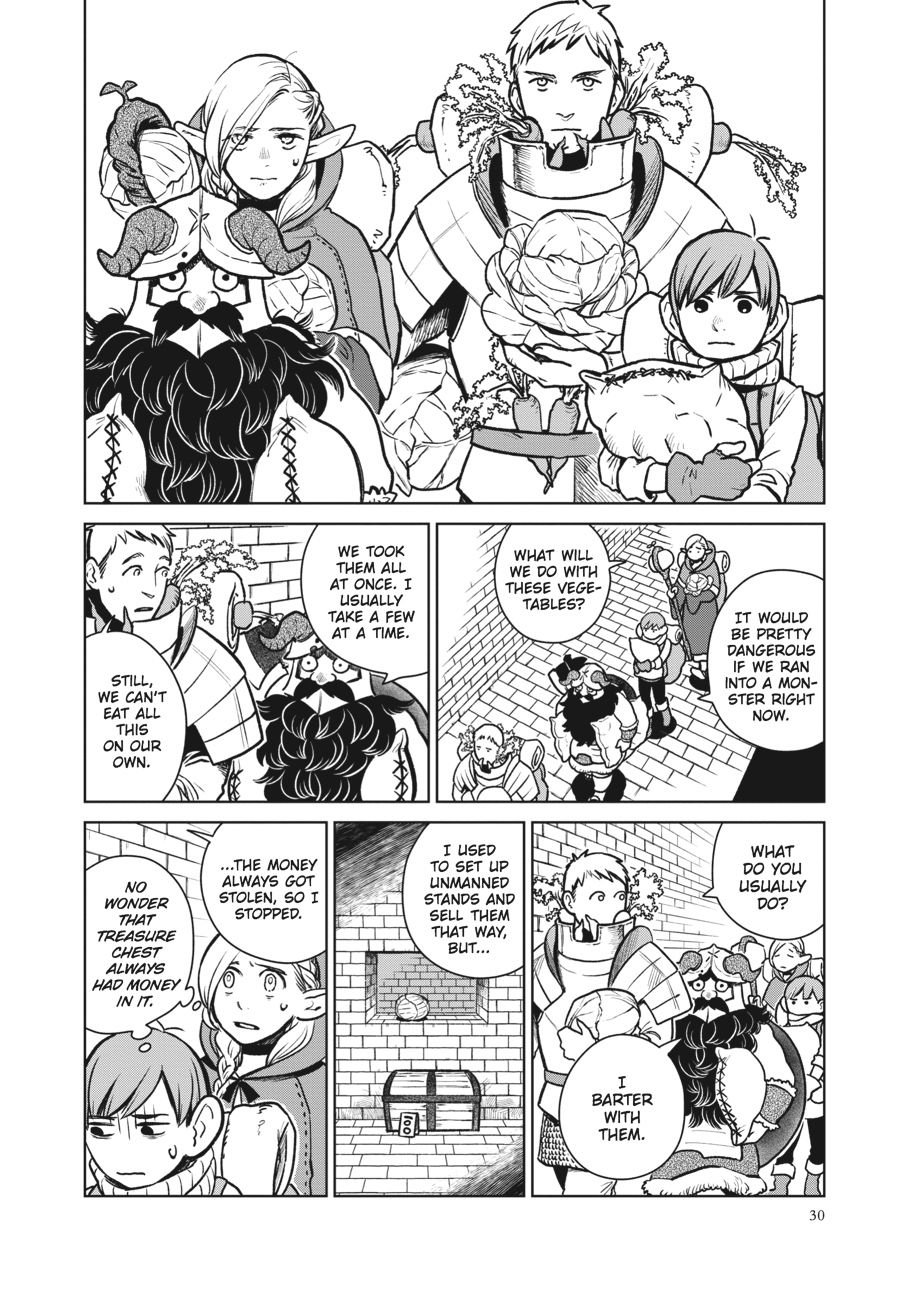 IT WOULD
BE PRETTY
DANGEROUS
IF WE RAN
INTO A MON-
STER RIGHT
NOW.
WHAT WILL
WE DO WITH
THESE VEGE-
TABLES?
WE TOOK
THEM ALL
AT ONCE. I
USUALLY
TAKE A FEW
AT A TIME.
STILL,
WE CAN'T
EAT ALL
THIS
ON OUR
OWN.
WHAT
DO YOU
USUALLY
DO?
I
BARTER
WITH
THEM.
I USED
TO SET UP
UNMANNED
STANDS AND
SELL THEM
THAT WAY,
BUT...
...THE MONEY
ALWAYS GOT
STOLEN, SO I
STOPPED.
NO
WONDER
THAT
TREASURE
CHEST
ALWAYS
HAD MONEY
IN IT.
30